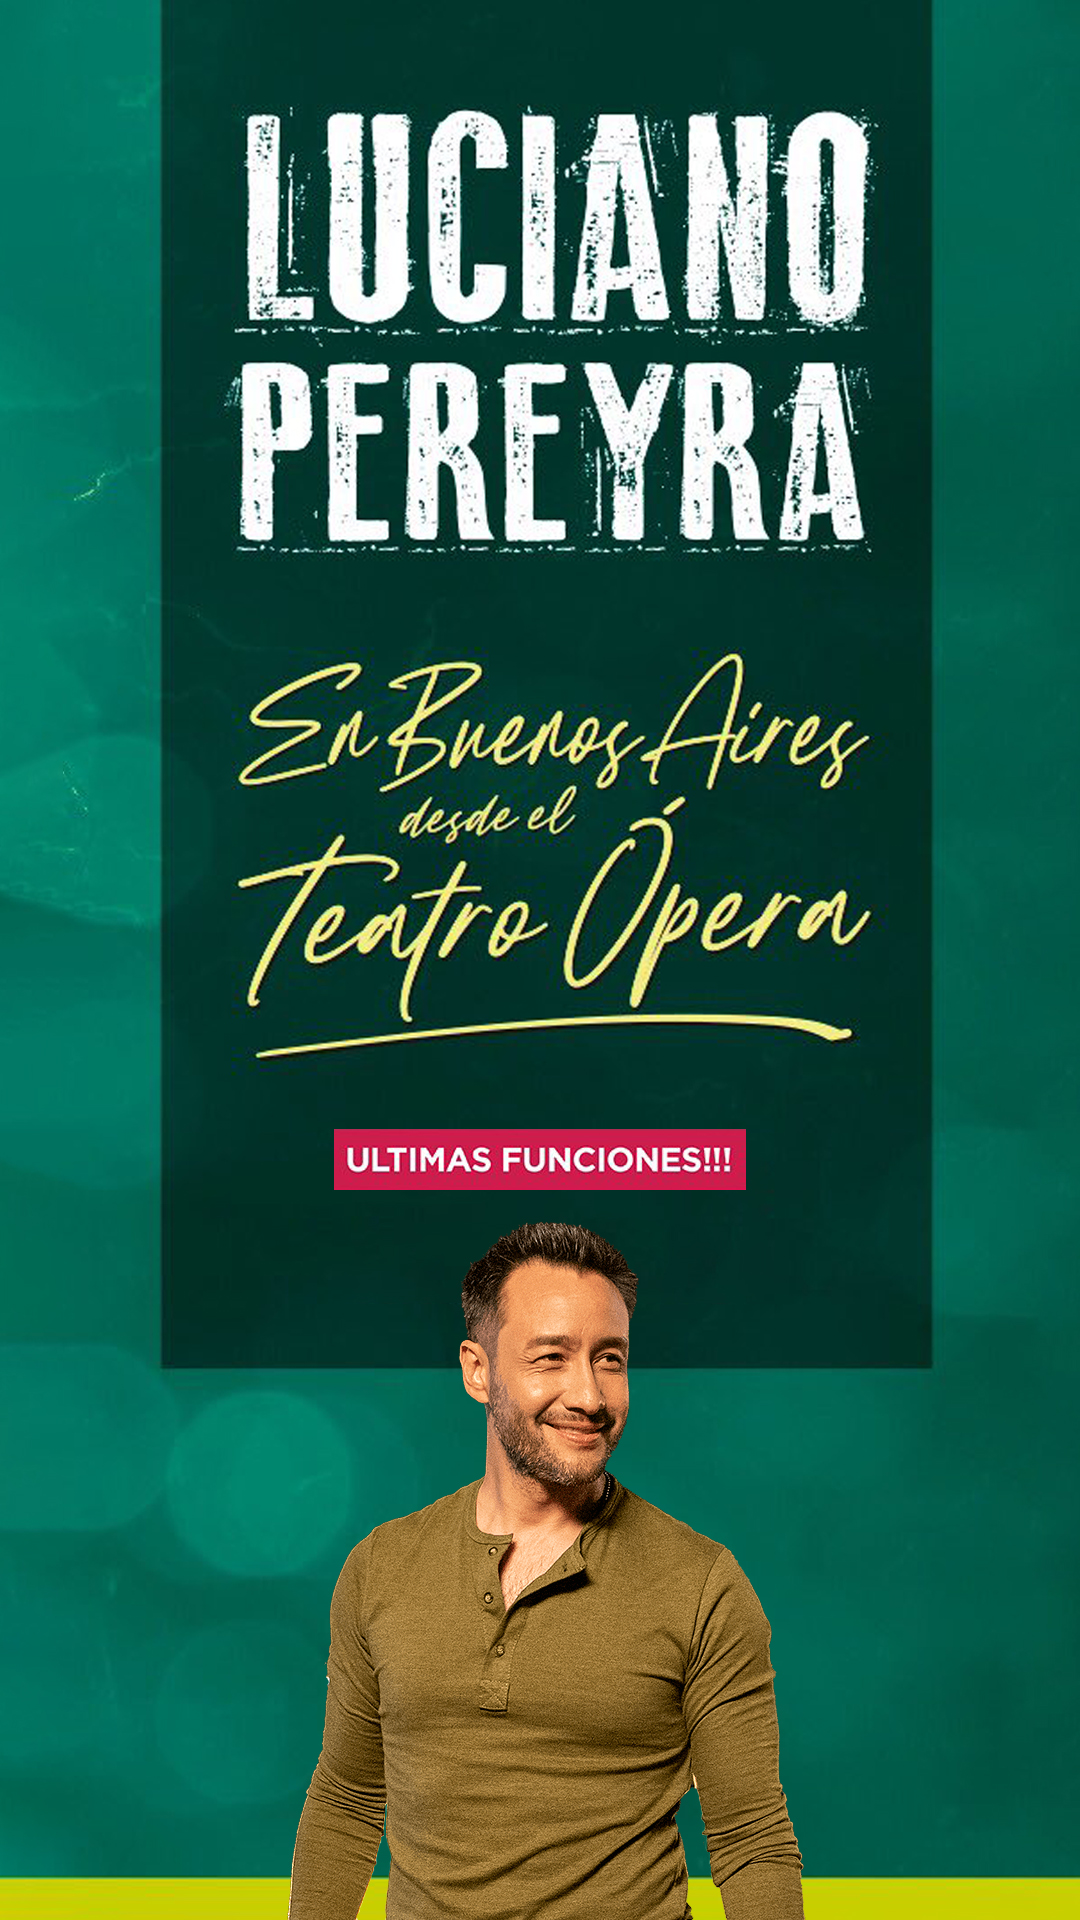 LUCIANO
PEREYRA
En Buenos Aires
desde el
Teatro Ópera
ULTIMAS FUNCIONES!!!